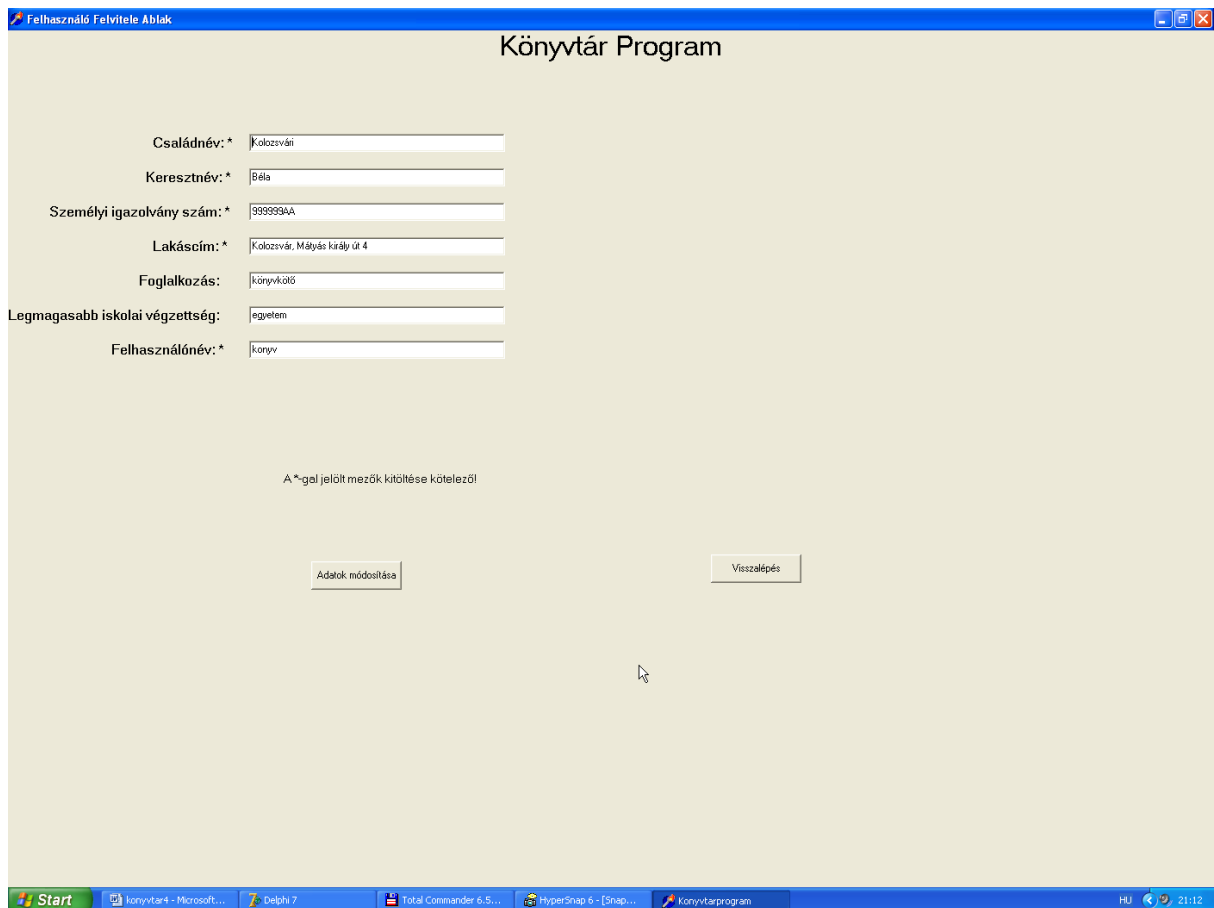 Felhasználó Felvitele Ablak
Könyvtár Program
Családnév: * Kolozsvári
Keresztnév: * Béla
Személyi igazolvány szám: * 999999AA
Lakáscím: * Kolozsvár, Mátyás király út 4
Foglalkozás: könyvkötő
Legmagasabb iskolai végzettség: egyetem
Felhasználónév: * konyv
A *-gal jelölt mezők kitöltése kötelező!
Adatok módosítása
Visszalépés
Start konyvtar4 - Microsoft... Delphi 7 Total Commander 6.5... HyperSnap 6 - [Snap... Konyvtarprogram HU 21:12